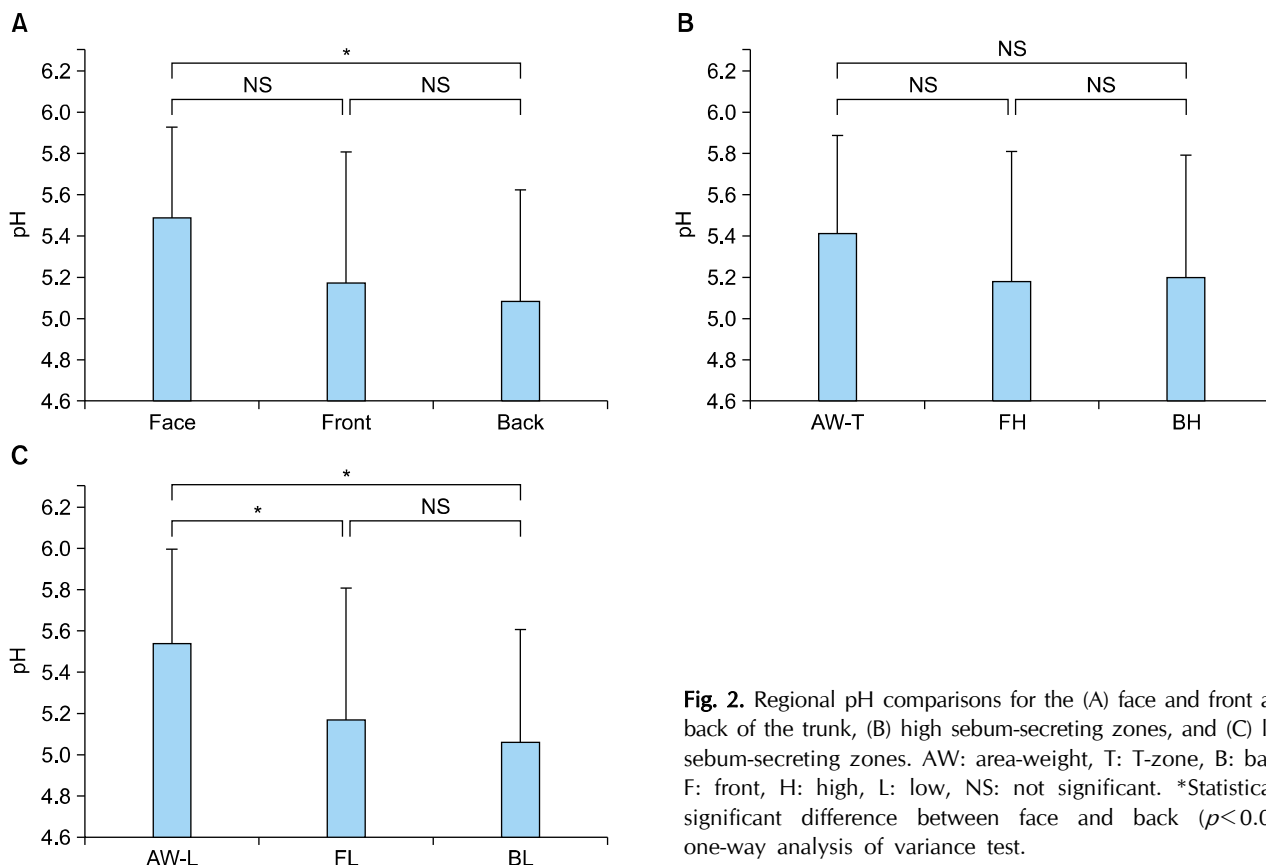 A
*
NS NS
6.2
6.0
5.8
5.6
5.4
5.2
5.0
4.8
4.6
pH
Face Front Back
B
NS
NS NS
6.2
6.0
5.8
5.6
5.4
5.2
5.0
4.8
4.6
pH
AW-T FH BH
C
*
* NS
6.2
6.0
5.8
5.6
5.4
5.2
5.0
4.8
4.6
pH
AW-L FL BL
Fig. 2. Regional pH comparisons for the (A) face and front
back of the trunk, (B) high sebum-secreting zones, and (C)
sebum-secreting zones. AW: area-weight, T: T-zone, B:
F: front, H: high, L: low, NS: not significant. *
significant difference between face and back (p<0.0
one-way analysis of variance test.